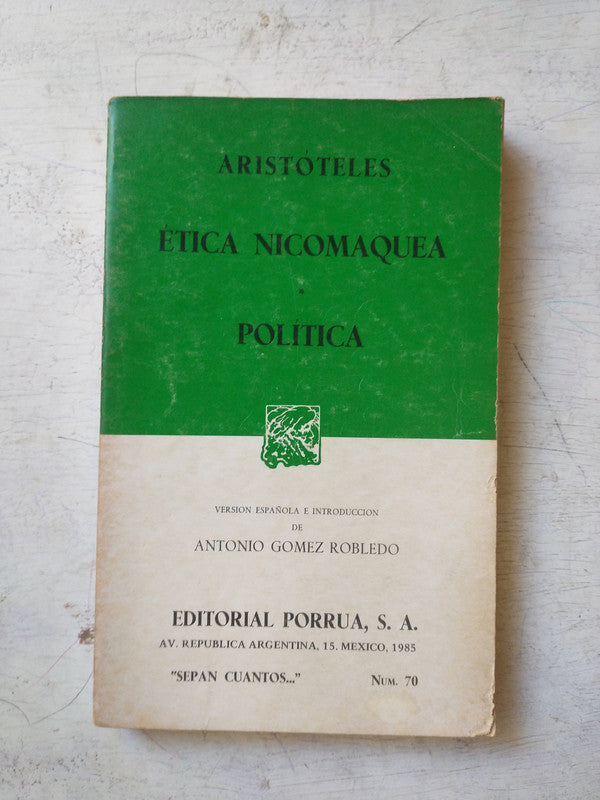 ARISTÓTELES
ÉTICA NICOMAQUEA
*
POLÍTICA
VERSION ESPAÑOLA E INTRODUCCION
DE
ANTONIO GOMEZ ROBLEDO
EDITORIAL PORRUA, S. A.
AV. REPUBLICA ARGENTINA, 15. MEXICO, 1985
"SEPAN CUANTOS..." NUM. 70